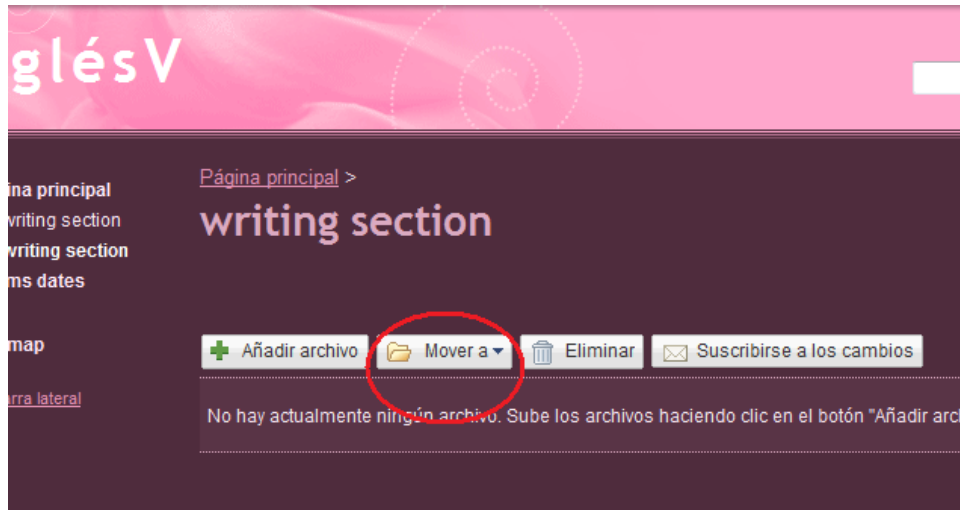 glésV
ina principal
writing section
writing section
ms dates
map
arra lateral
Página principal >
writing section
Añadir archivo
Mover a
Eliminar
Suscribirse a los cambios
No hay actualmente ningún archivo. Sube los archivos haciendo clic en el botón "Añadir arc